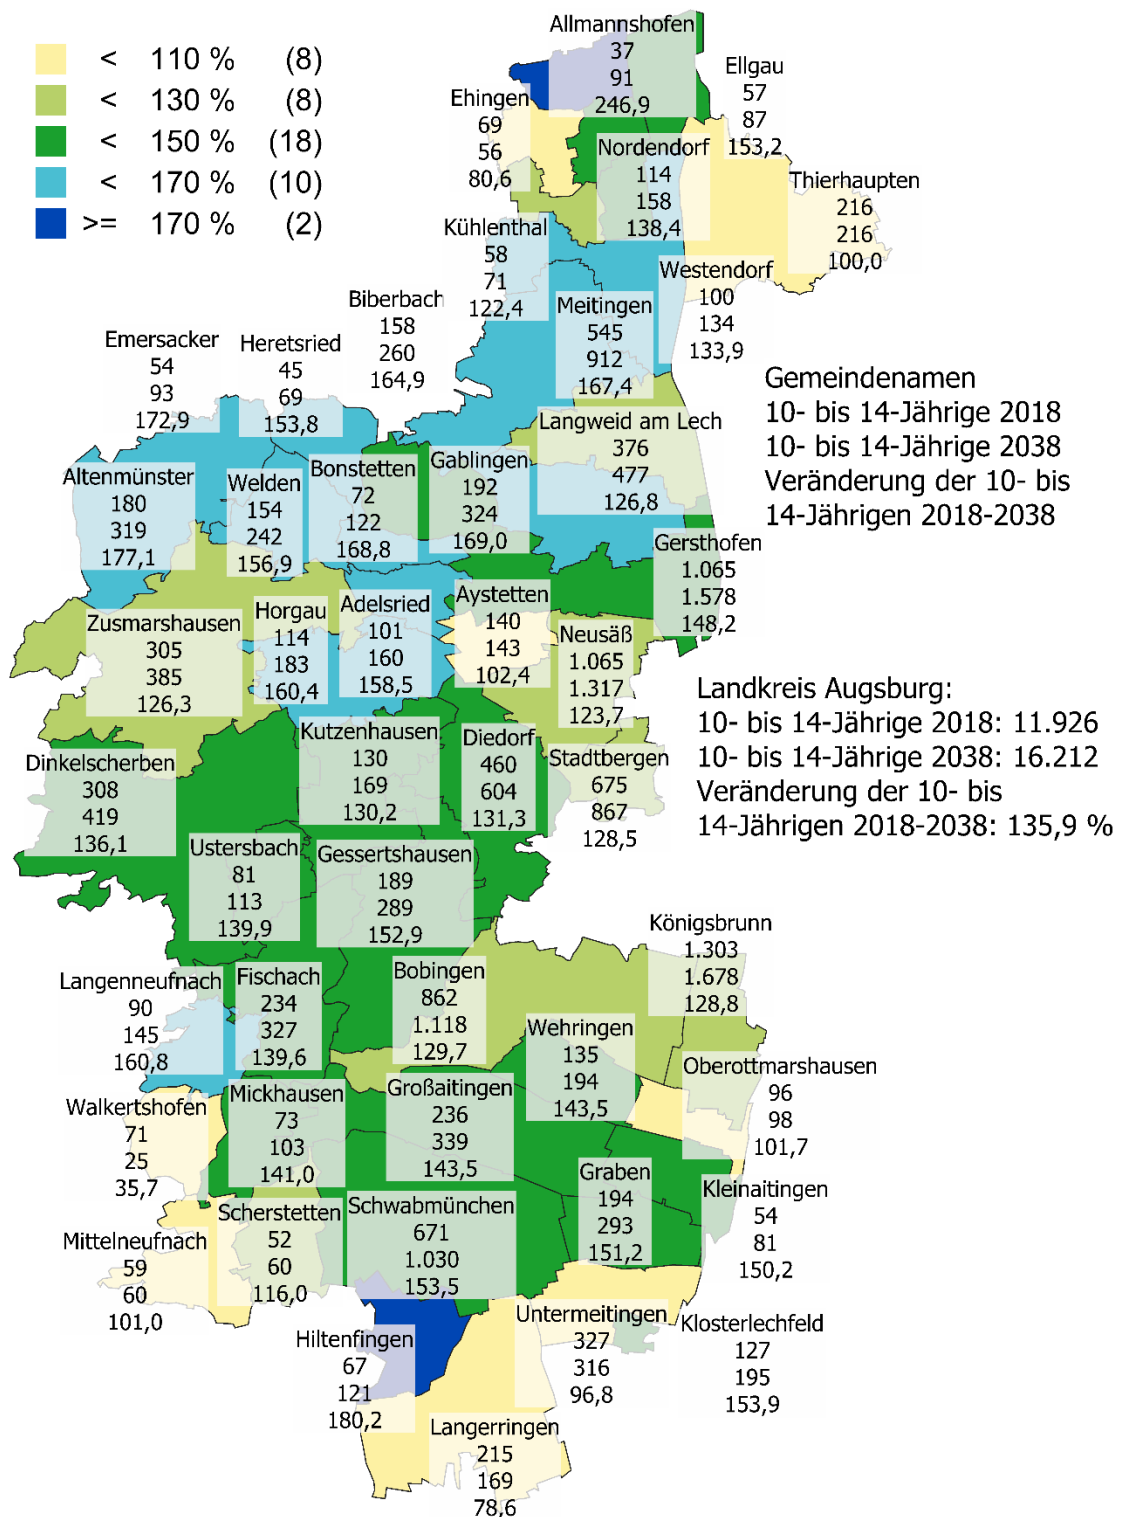 < 110 % (8)
< 130 % (8)
< 150 % (18)
< 170 % (10)
>= 170 % (2)
Allmannshofen
37
91
246,9
Ellgau
57
87
153,2
Ehingen
69
56
80,6
Nordendorf
114
158
138,4
Thierhaupten
216
216
100,0
Kühlenthal
58
71
122,4
Westendorf
100
134
133,9
Biberbach
158
260
164,9
Meitingen
545
912
167,4
Emersacker
54
93
172,9
Heretsried
45
69
153,8
Gemeindenamen
10- bis 14-Jährige 2018
10- bis 14-Jährige 2038
Veränderung der 10- bis
14-Jährigen 2018-2038
Langweid am Lech
376
477
126,8
Altenmünster
180
319
177,1
Welden
154
242
156,9
Bonstetten
72
122
168,8
Gablingen
192
324
169,0
Gersthofen
1.065
1.578
148,2
Zusmarshausen
305
385
126,3
Horgau
114
183
160,4
Adelsried
101
160
158,5
Aystetten
140
143
102,4
Neusäß
1.065
1.317
123,7
Landkreis Augsburg:
10- bis 14-Jährige 2018: 11.926
10- bis 14-Jährige 2038: 16.212
Veränderung der 10- bis
14-Jährigen 2018-2038: 135,9 %
Dinkelscherben
308
419
136,1
Kutzenhausen
130
169
130,2
Diedorf
460
604
131,3
Stadtbergen
675
867
128,5
Ustersbach
81
113
139,9
Gessertshausen
189
289
152,9
Königsbrunn
1.303
1.678
128,8
Langenneufnach
90
145
160,8
Fischach
234
327
139,6
Bobingen
862
1.118
129,7
Wehringen
135
194
143,5
Oberottmarshausen
96
98
101,7
Walkertshofen
71
25
35,7
Mickhausen
73
103
141,0
Großaitingen
236
339
143,5
Graben
194
293
151,2
Kleinaitingen
54
81
150,2
Mittelneufnach
59
60
101,0
Scherstetten
52
60
116,0
Schwabmünchen
671
1.030
153,5
Hiltenfingen
67
121
180,2
Untermeitingen
327
316
96,8
Klosterlechfeld
127
195
153,9
Langerringen
215
169
78,6